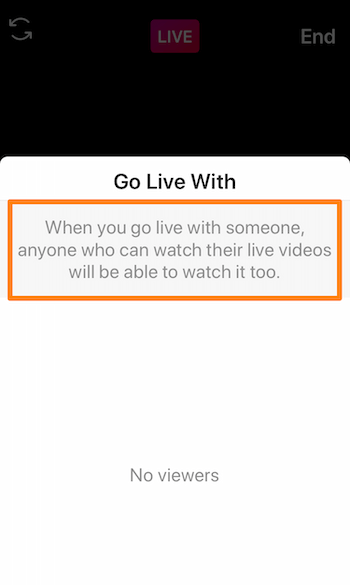 LIVE
End
Go Live With
When you go live with someone,
anyone who can watch their live videos
will be able to watch it too.
No viewers